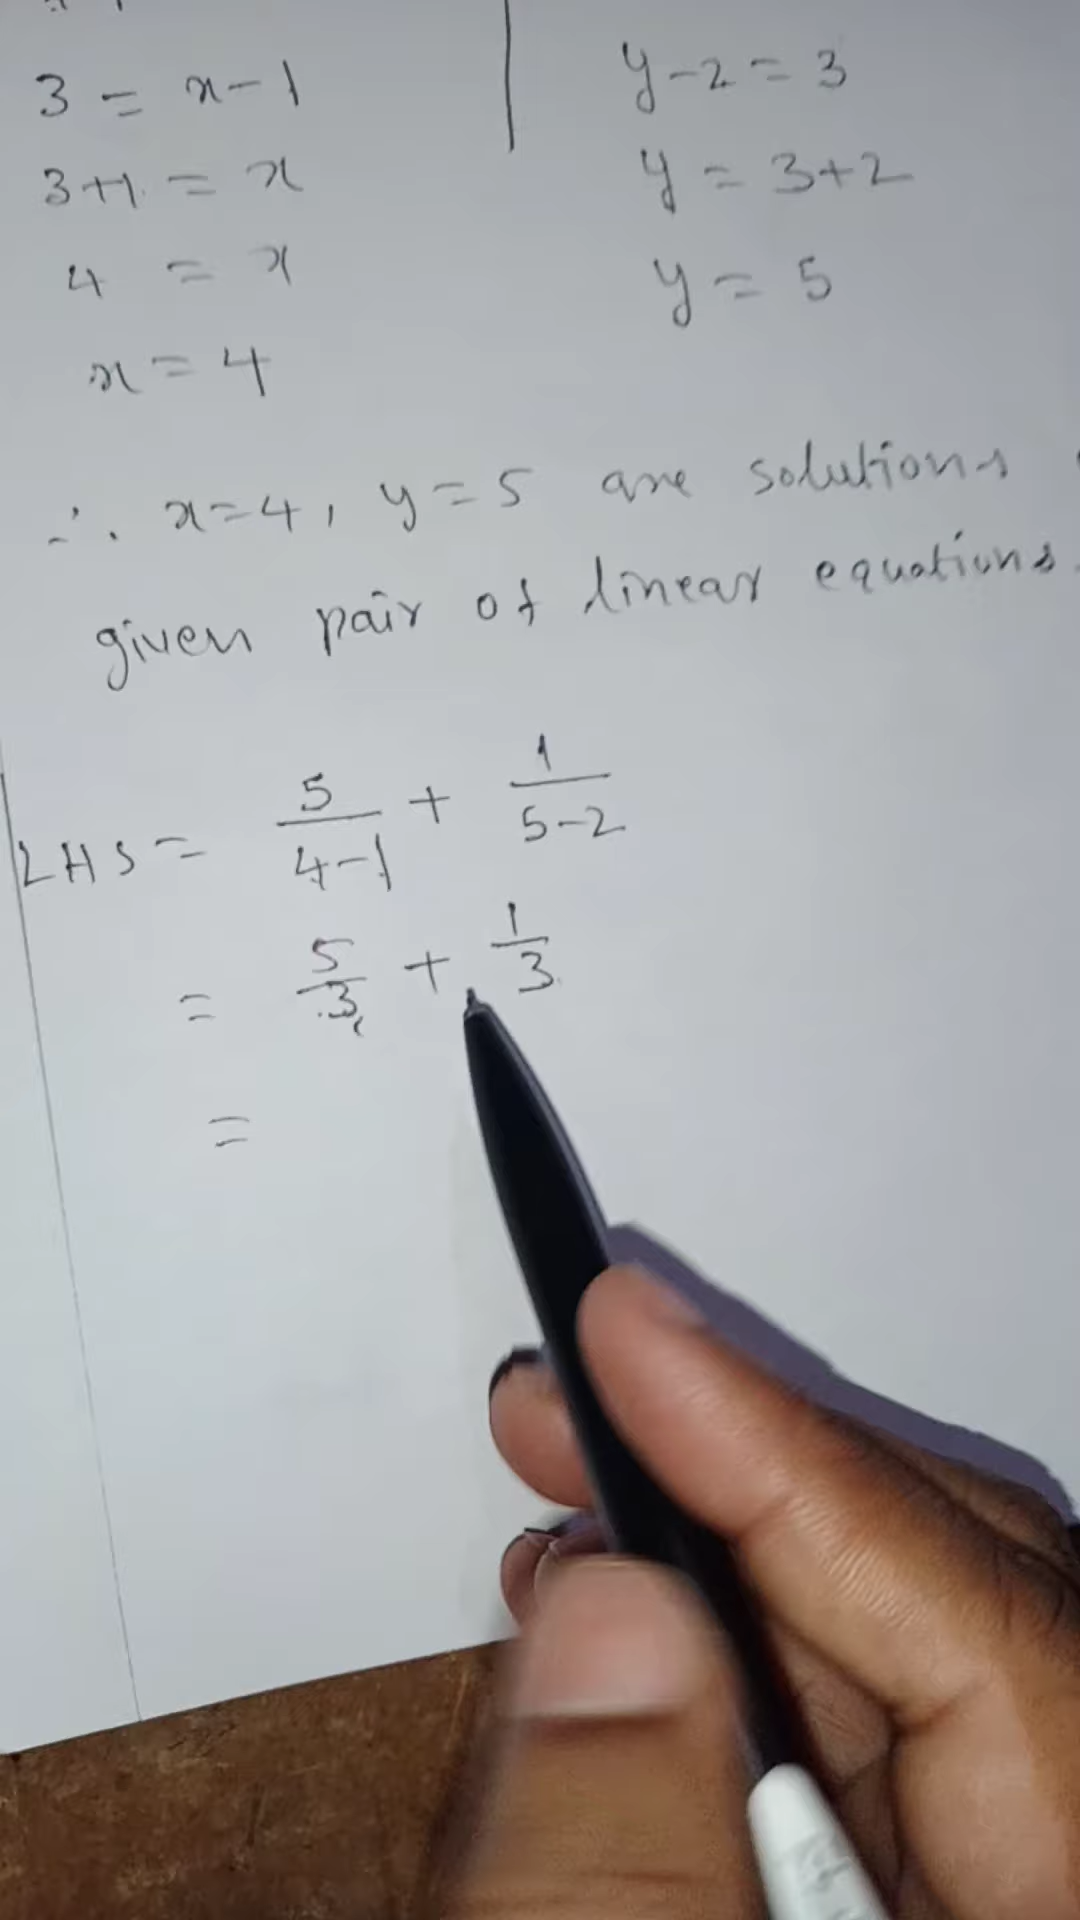 3 = x-1
3+1 = x
4 = x
x = 4
y-2 = 3
y = 3+2
y = 5
∴ x=4, y=5 are solutions
given pair of linear equations.
LHS = 5/(4-1) + 1/(5-2)
= 5/3 + 1/3
=